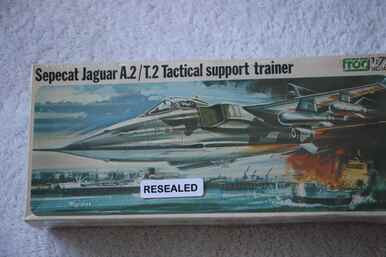 Sepecat Jaguar A.2/T.2 Tactical support trainer
FROG
RESEALED